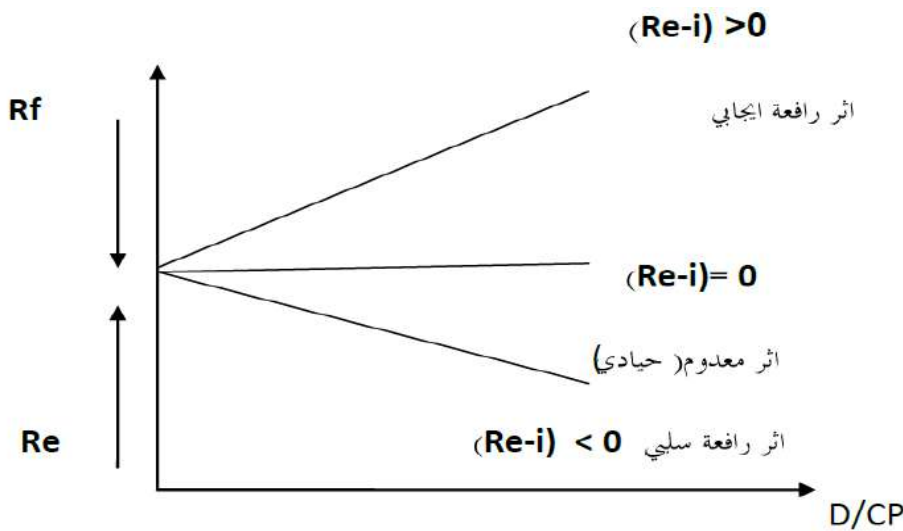 (Re-i) >0
Rf
اثر رافعة ايجابي
(Re-i)= 0
اثر معدوم( حيادي)
Re
(Re-i) < 0 اثر رافعة سلبي
D/CP